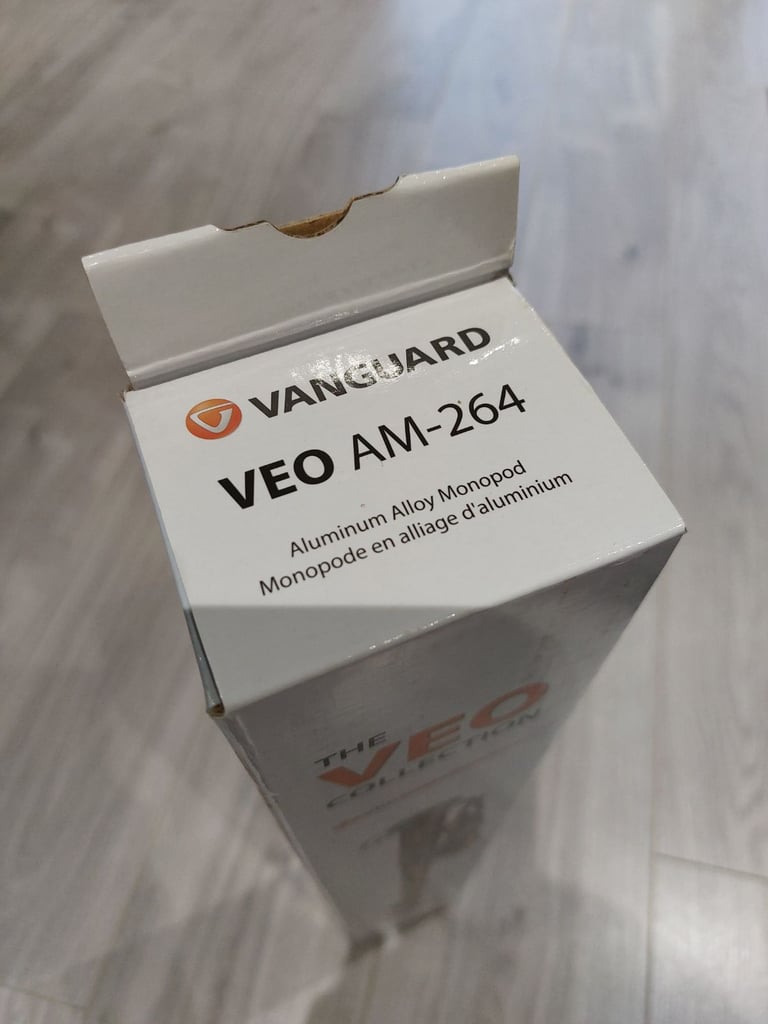 VANGUARD
VEO AM-264
Aluminum Alloy Monopod
Monopode en alliage d'aluminium
THE
VEO
COLLECTION